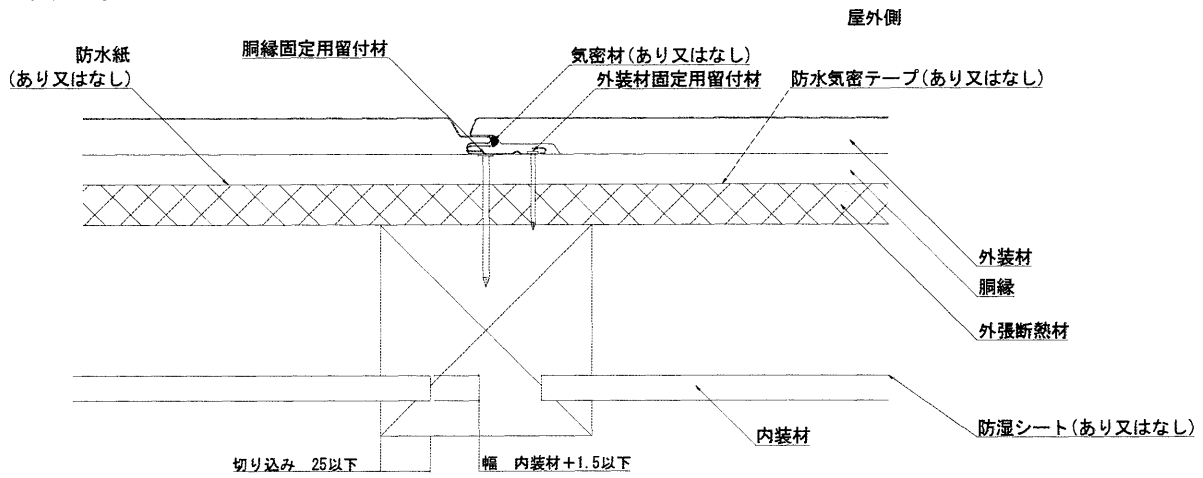 屋外側
胴縁固定用留付材
気密材(あり又はなし)
防水紙
(あり又はなし)
外装材固定用留付材
防水気密テープ(あり又はなし)
外装材
胴縁
外張断熱材
内装材
防湿シート(あり又はなし)
切り込み 25以下
幅 内装材+1.5以下